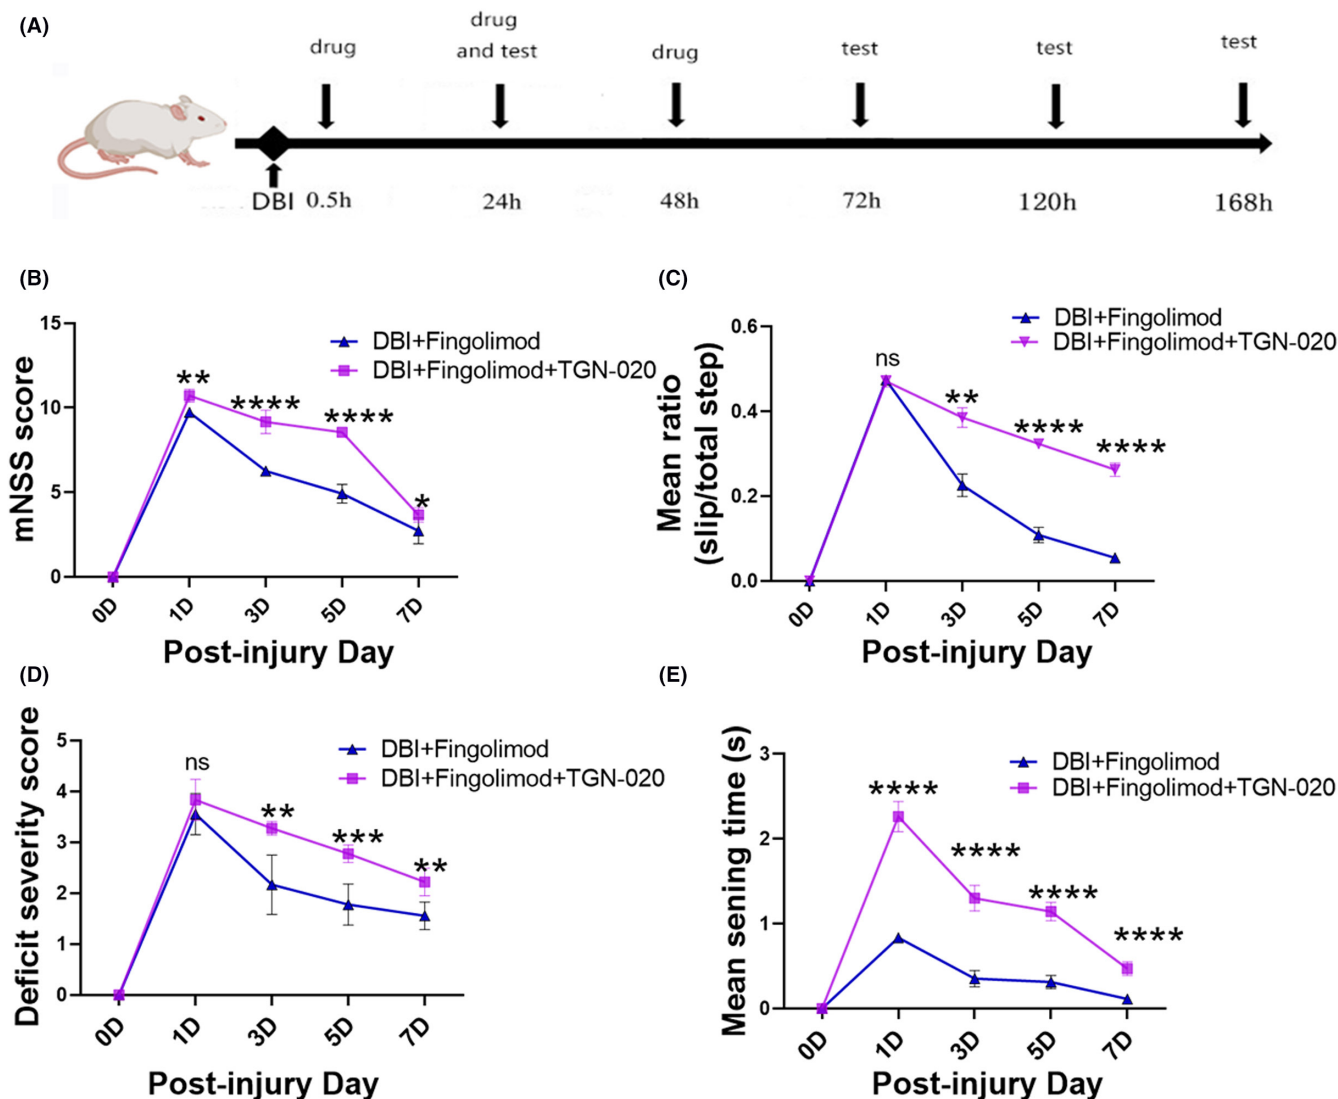 (A)
drug
drug
and test
drug
test
test
test
DBI 0.5h 24h 48h 72h 120h 168h
(B)
DBI+Fingolimod
DBI+Fingolimod+TGN-020
15
10
5
0
mNSS score
**
****
****
*
0D 1D 3D 5D 7D
Post-injury Day
(C)
DBI+Fingolimod
DBI+Fingolimod+TGN-020
0.6
0.4
0.2
0.0
Mean ratio
(slip/total step)
ns
**
****
****
0D 1D 3D 5D 7D
Post-injury Day
(D)
DBI+Fingolimod
DBI+Fingolimod+TGN-020
5
4
3
2
1
0
Deficit severity score
ns
**
***
**
0D 1D 3D 5D 7D
Post-injury Day
(E)
DBI+Fingolimod
DBI+Fingolimod+TGN-020
3
2
1
0
Mean sening time (s)
****
****
****
****
0D 1D 3D 5D 7D
Post-injury Day